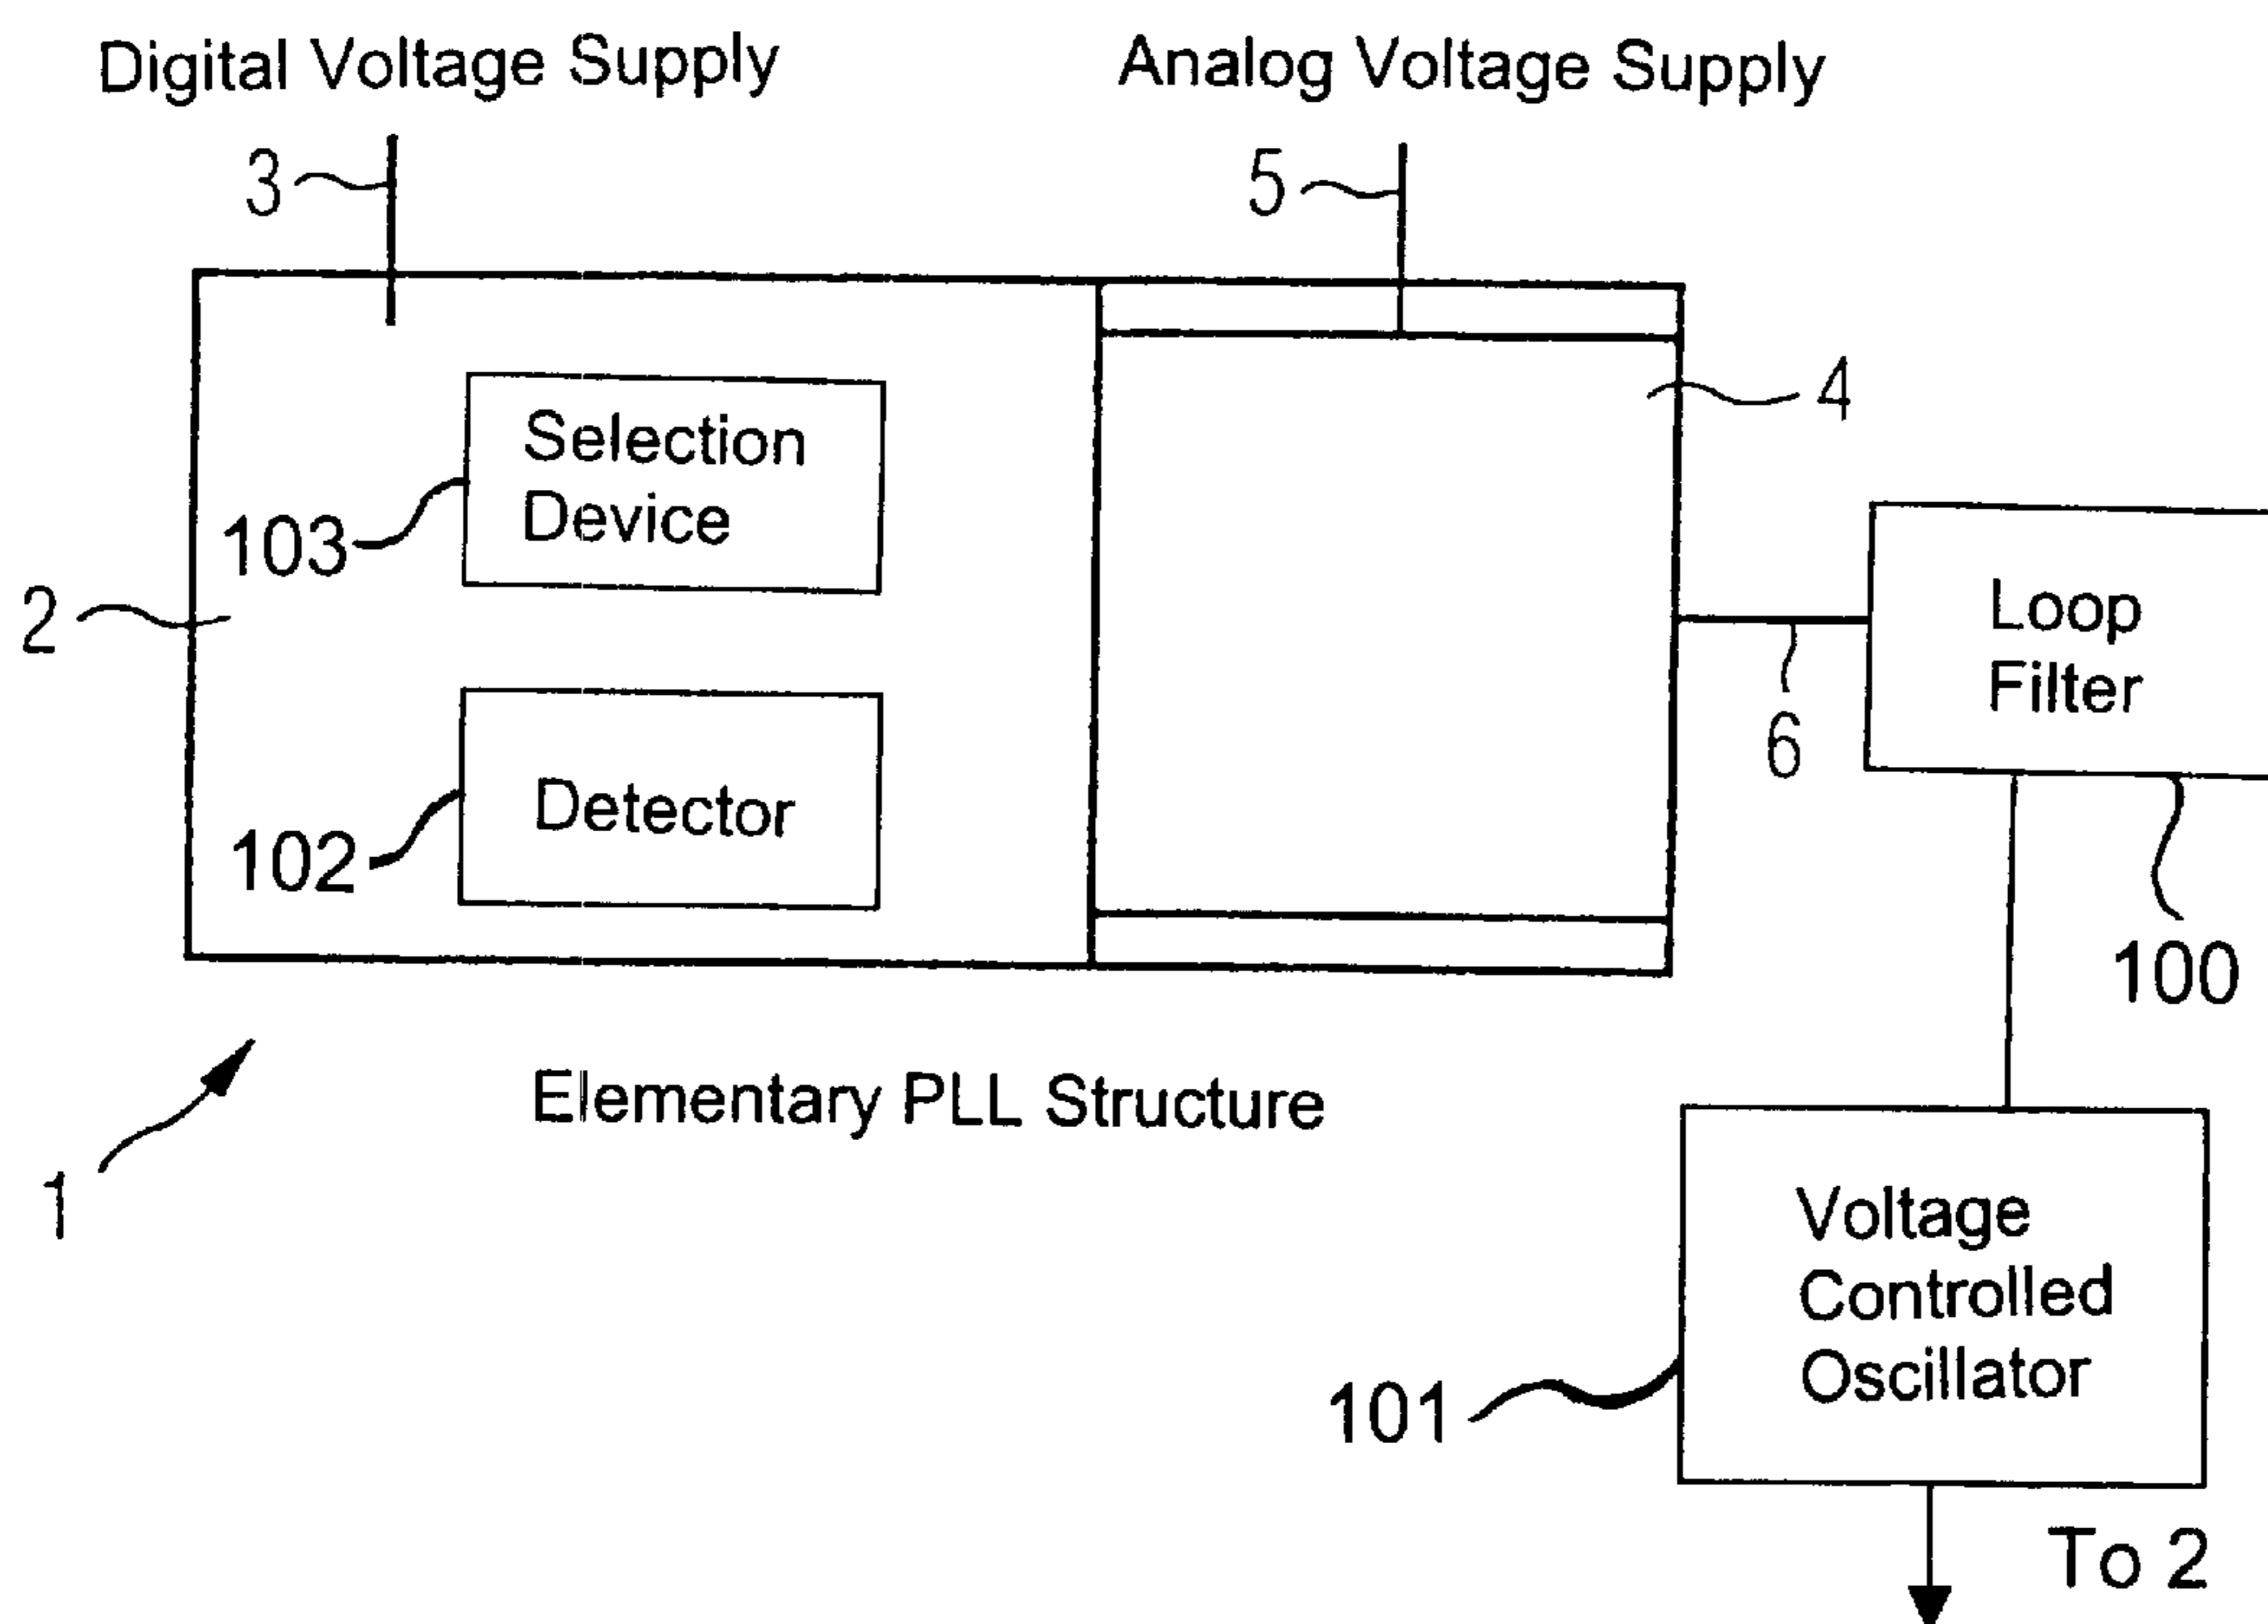 Digital Voltage Supply
Analog Voltage Supply
3
5
4
Selection
Device
103
2
Loop
Filter
6
Detector
102
100
Elementary PLL Structure
1
Voltage
Controlled
Oscillator
101
To 2